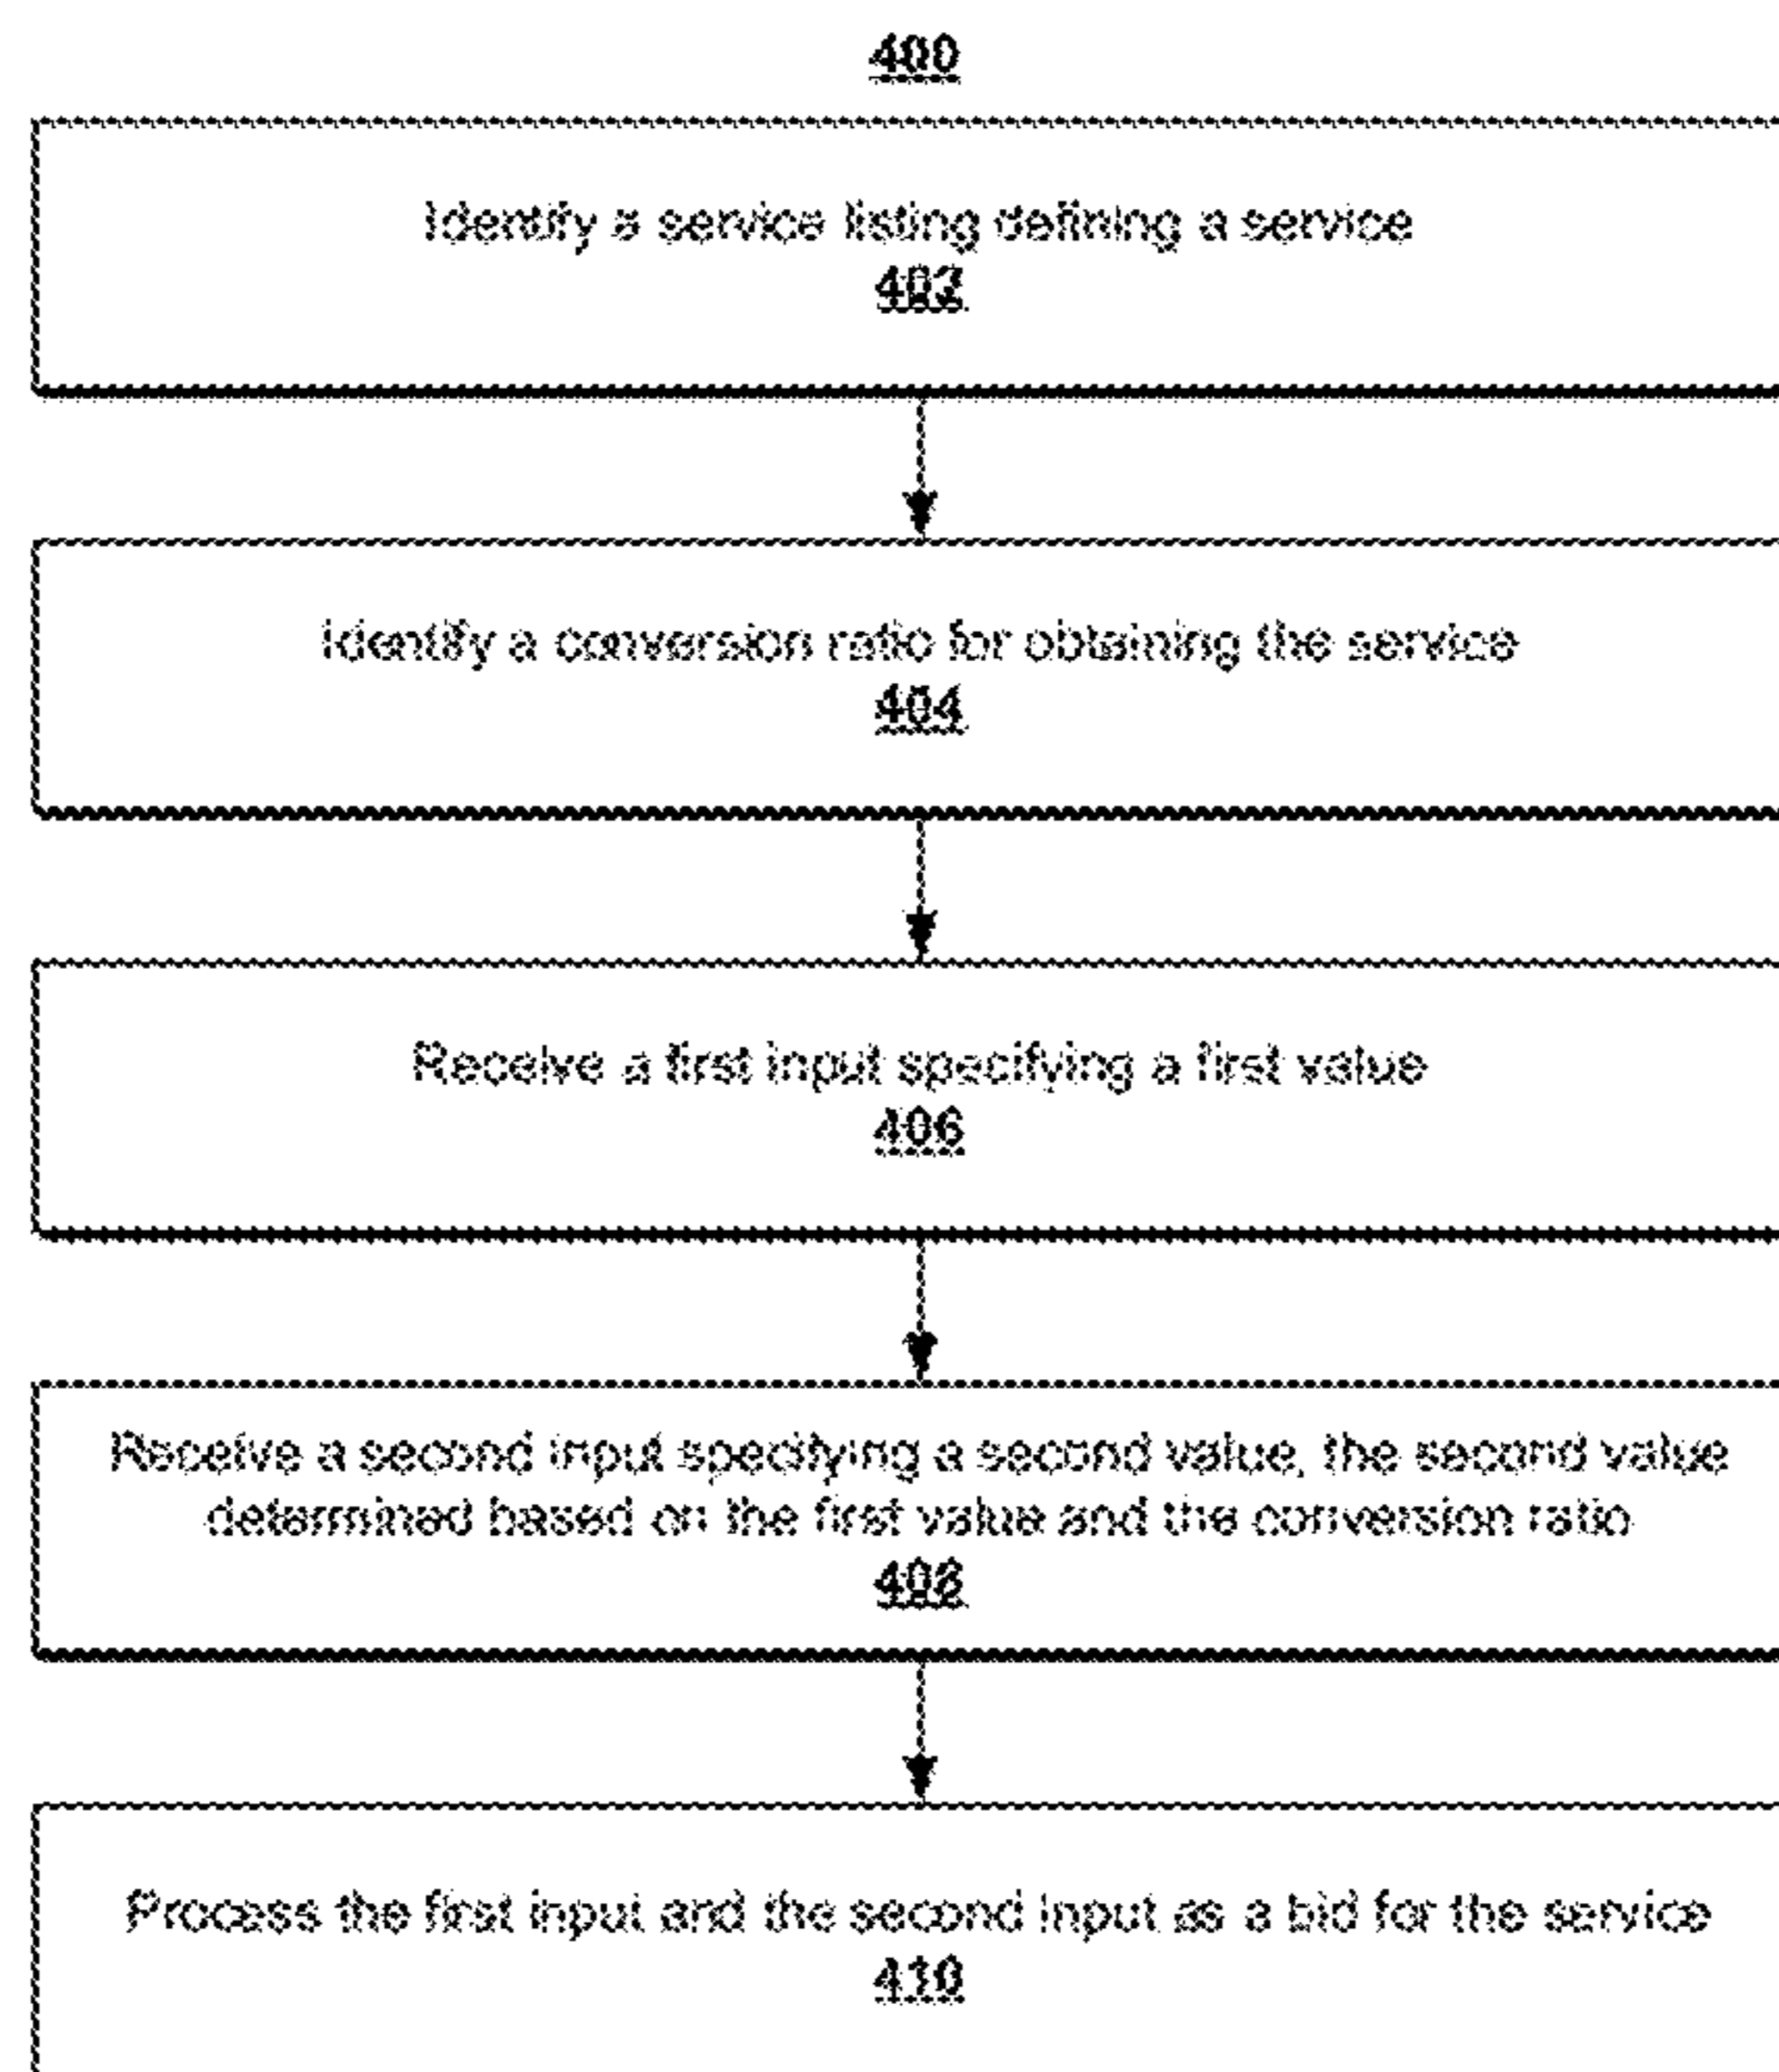 400
Identify a service listing defining a service
402
Identify a conversion ratio for obtaining the service
404
Receive a first input specifying a first value
406
Receive a second input specifying a second value, the second value
determined based on the first value and the conversion ratio
408
Process the first input and the second input as a bid for the service
410